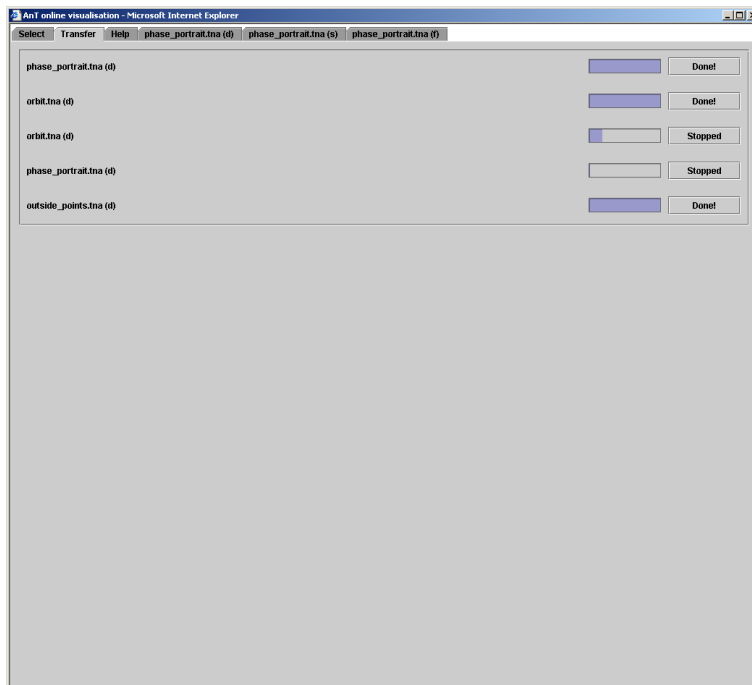 AnT online visualisation - Microsoft Internet Explorer
Select Transfer Help phase_portrait.tna (d) phase_portrait.tna (s) phase_portrait.tna (f)
phase_portrait.tna (d) Done!
orbit.tna (d) Done!
orbit.tna (d) Stopped
phase_portrait.tna (d) Stopped
outside_points.tna (d) Done!